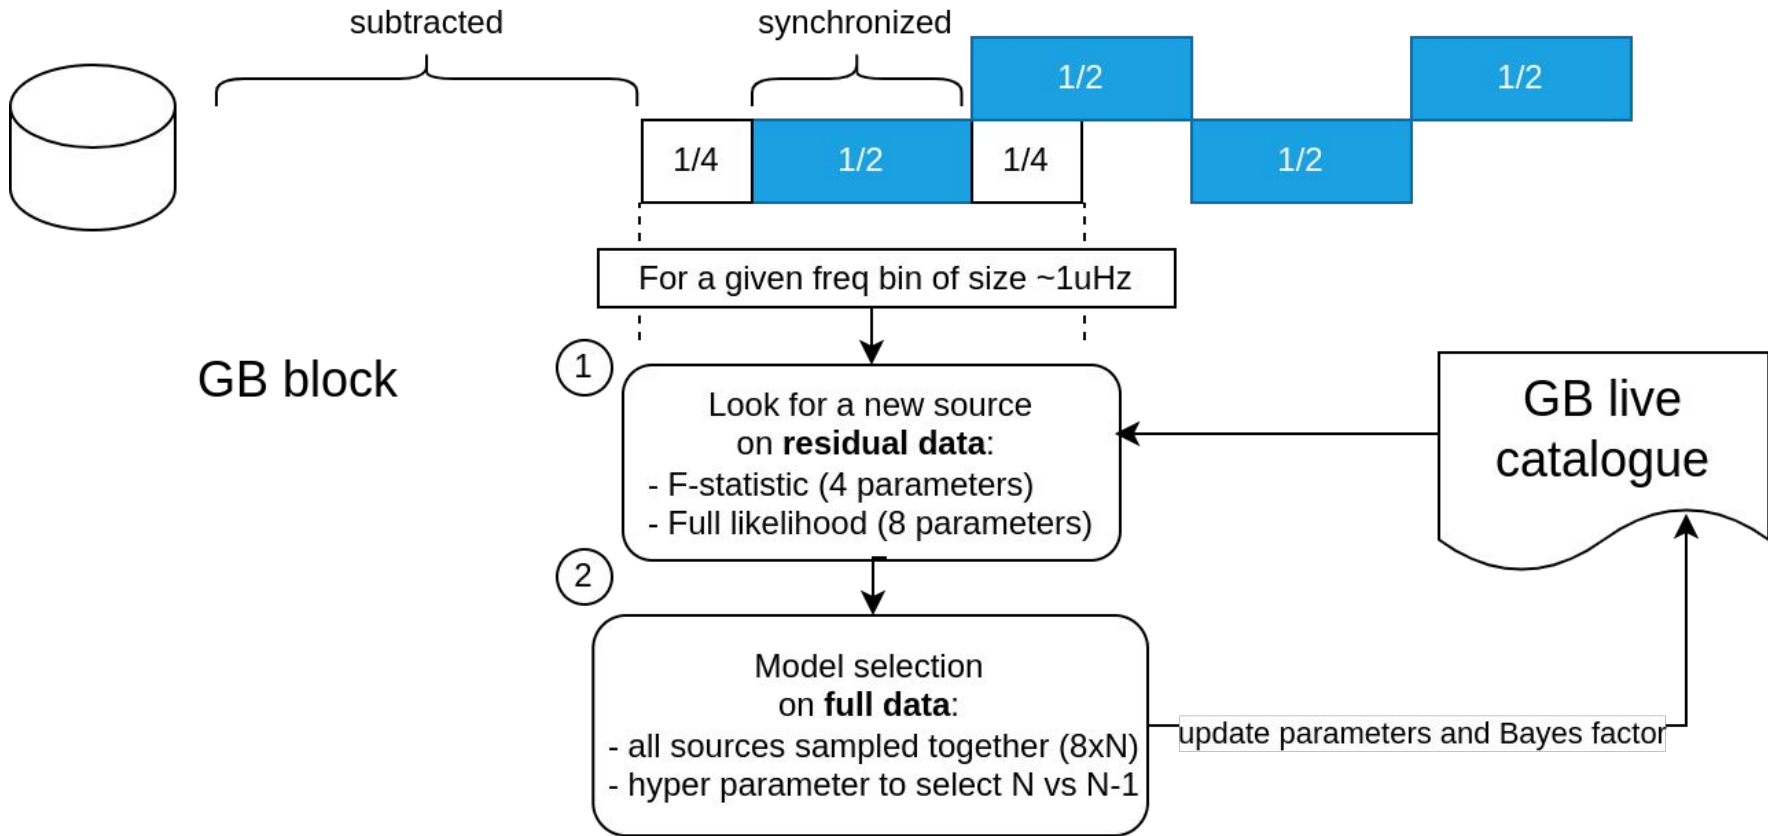 subtracted
synchronized
1/2
1/2
1/4
1/2
1/4
1/2
For a given freq bin of size ~1uHz
GB block
1
Look for a new source
on residual data:
- F-statistic (4 parameters)
- Full likelihood (8 parameters)
GB live
catalogue
2
Model selection
on full data:
- all sources sampled together (8xN)
- hyper parameter to select N vs N-1
update parameters and Bayes factor